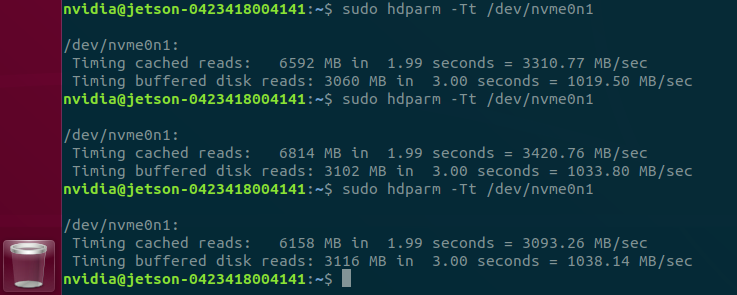 nvidia@jetson-0423418004141:~$ sudo hdparm -Tt /dev/nvme0n1
/dev/nvme0n1:
Timing cached reads:   6592 MB in  1.99 seconds = 3310.77 MB/sec
Timing buffered disk reads: 3060 MB in  3.00 seconds = 1019.50 MB/sec
nvidia@jetson-0423418004141:~$ sudo hdparm -Tt /dev/nvme0n1
/dev/nvme0n1:
Timing cached reads:   6814 MB in  1.99 seconds = 3420.76 MB/sec
Timing buffered disk reads: 3102 MB in  3.00 seconds = 1033.80 MB/sec
nvidia@jetson-0423418004141:~$ sudo hdparm -Tt /dev/nvme0n1
/dev/nvme0n1:
Timing cached reads:   6158 MB in  1.99 seconds = 3093.26 MB/sec
Timing buffered disk reads: 3116 MB in  3.00 seconds = 1038.14 MB/sec
nvidia@jetson-0423418004141:~$